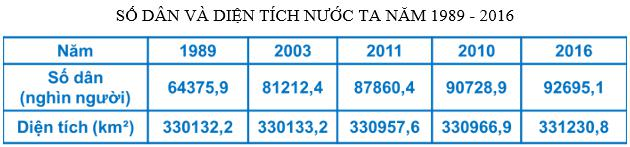 SỐ DÂN VÀ DIỆN TÍCH NƯỚC TA NĂM 1989 - 2016
Năm 1989 2003 2011 2010 2016
Số dân
(nghìn người) 64375,9 81212,4 87860,4 90728,9 92695,1
Diện tích (km²) 330132,2 330133,2 330957,6 330966,9 331230,8